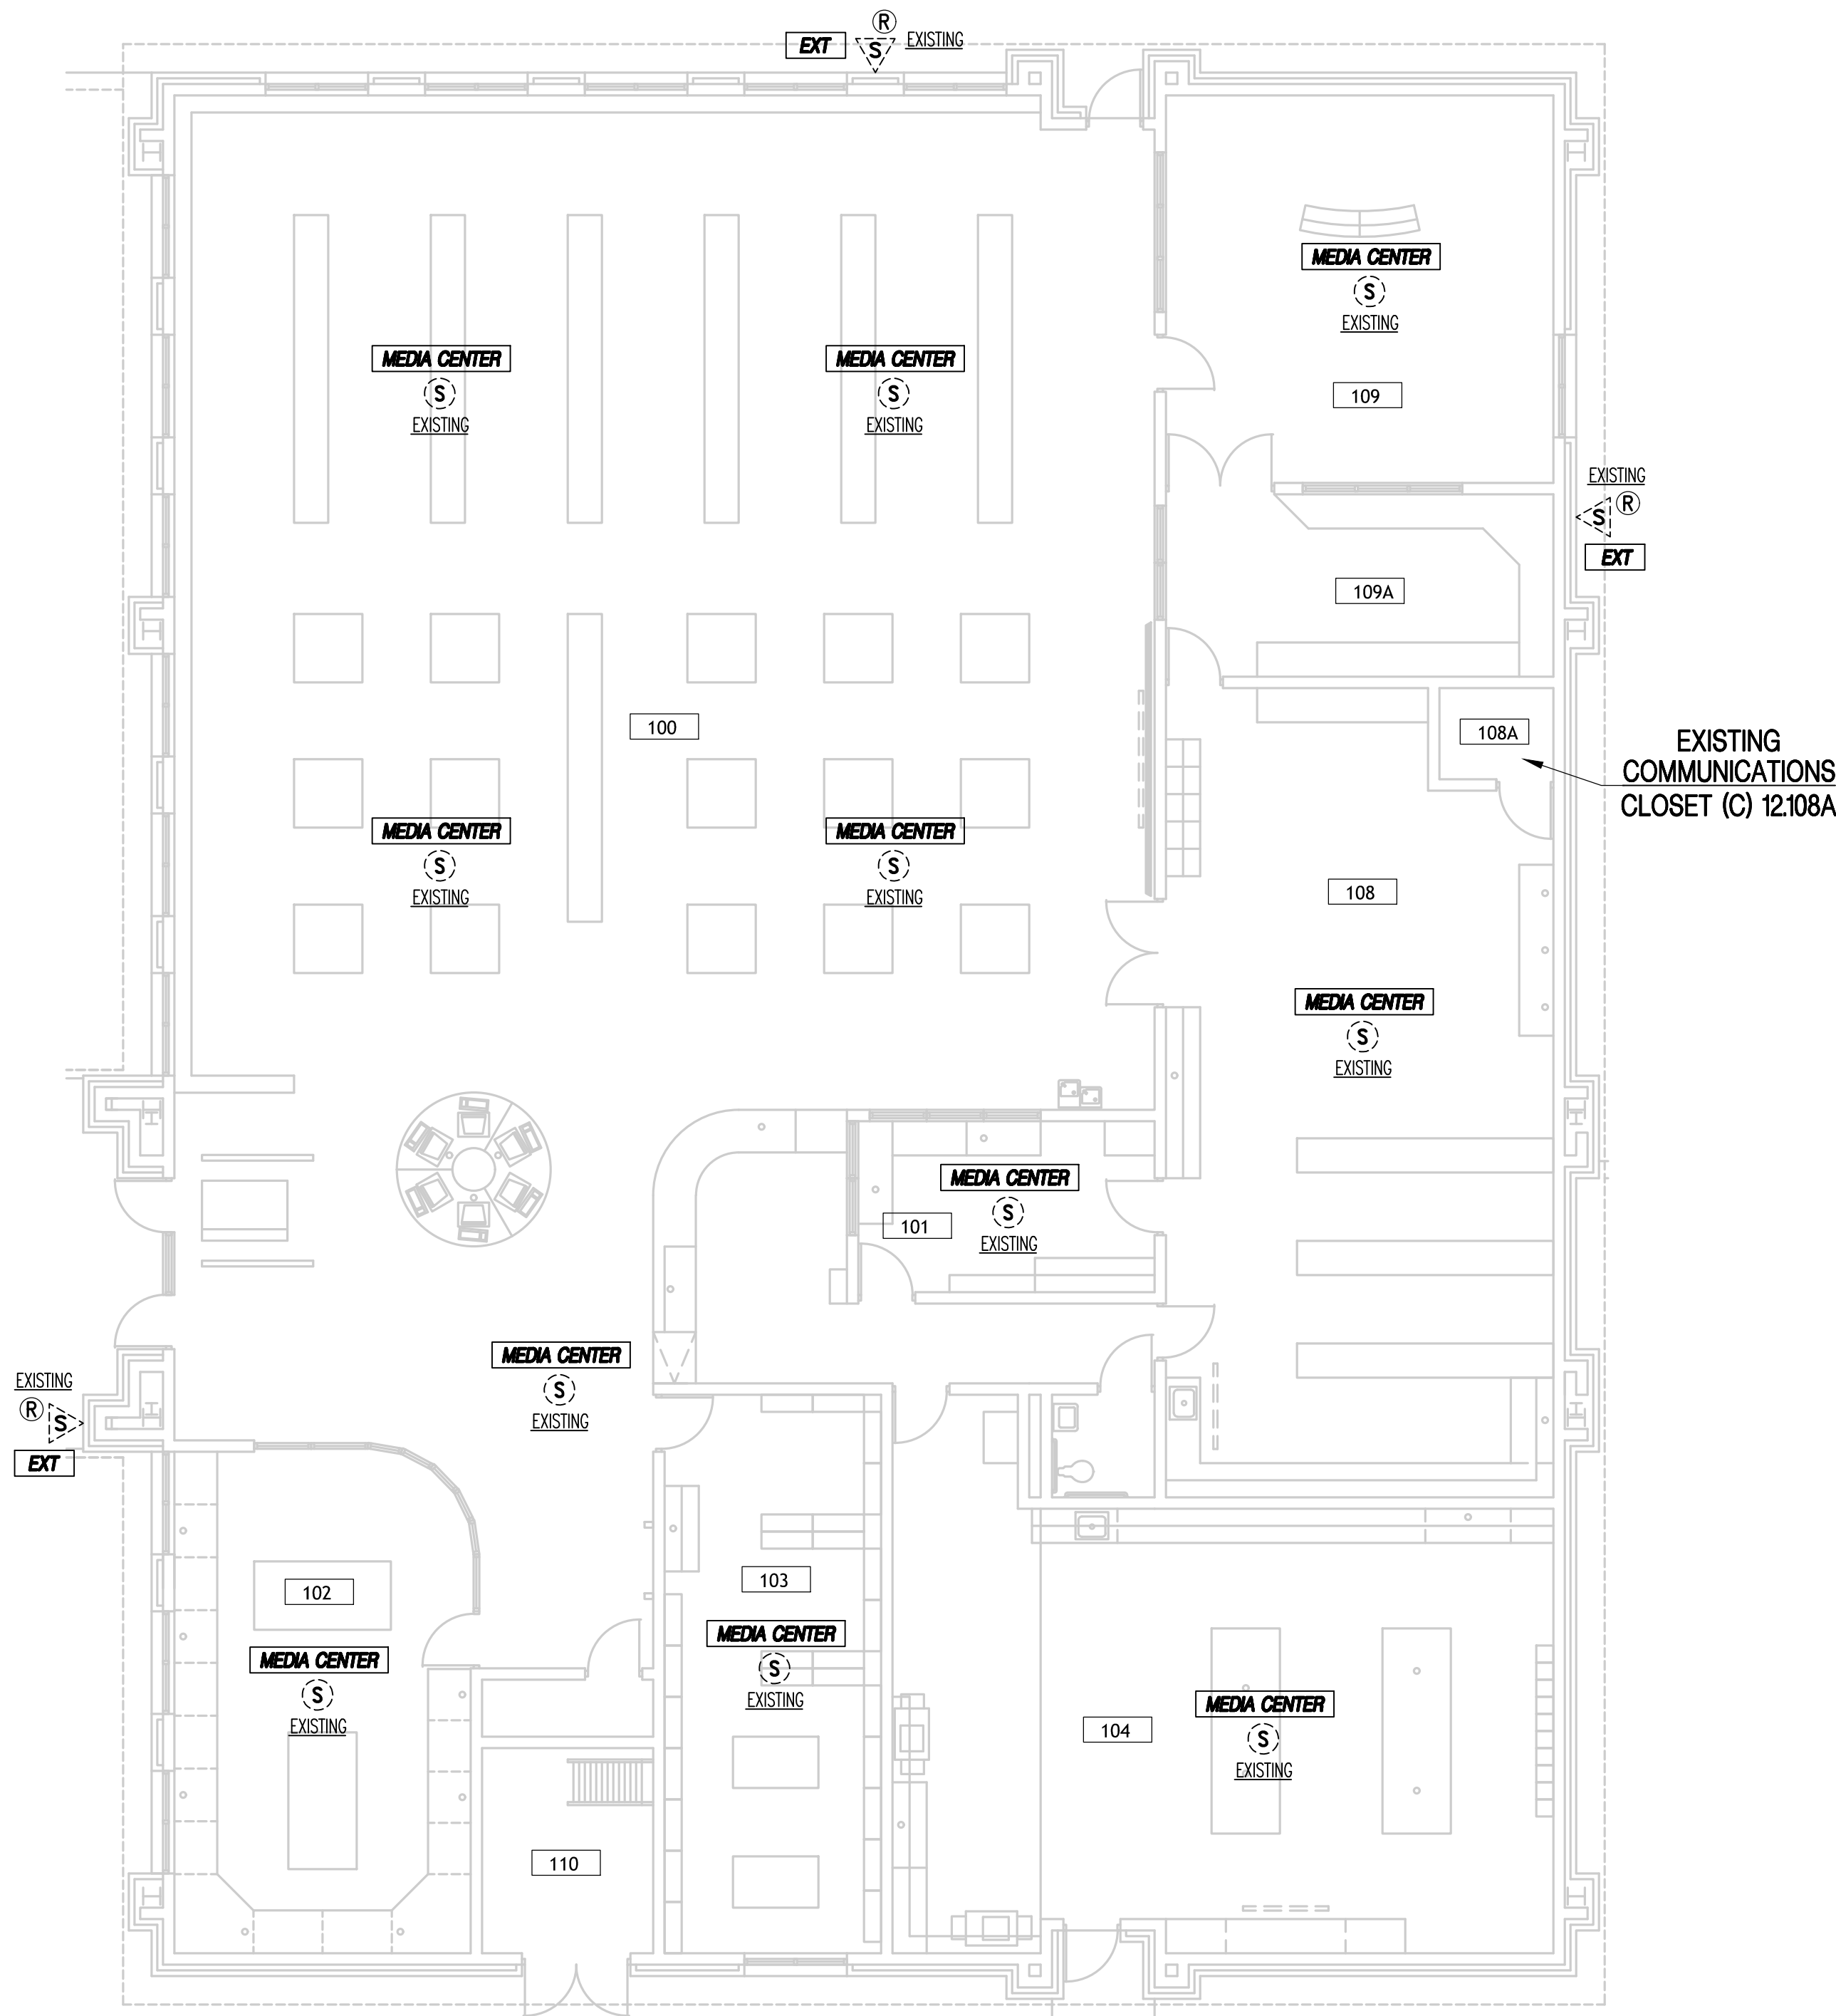 Ⓡ
EXT
S
EXISTING
MEDIA CENTER
S
EXISTING
MEDIA CENTER
S
EXISTING
MEDIA CENTER
S
EXISTING
109
EXISTING
S
Ⓡ
EXT
109A
100
108A
EXISTING
COMMUNICATIONS
CLOSET (C) 12.108A
MEDIA CENTER
S
EXISTING
MEDIA CENTER
S
EXISTING
108
MEDIA CENTER
S
EXISTING
MEDIA CENTER
101
S
EXISTING
MEDIA CENTER
S
EXISTING
EXISTING
Ⓡ
S
EXT
102
103
MEDIA CENTER
S
EXISTING
MEDIA CENTER
S
EXISTING
MEDIA CENTER
104
S
EXISTING
110